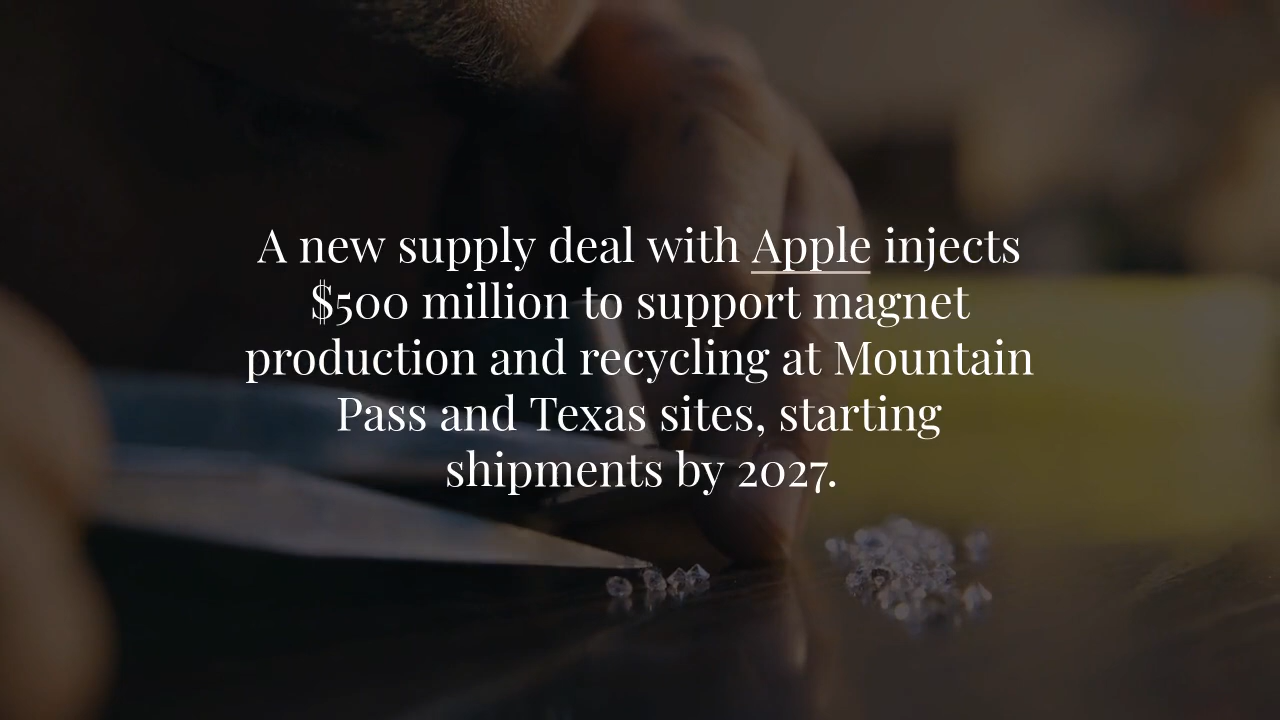 A new supply deal with Apple injects
$500 million to support magnet
production and recycling at Mountain
Pass and Texas sites, starting
shipments by 2027.